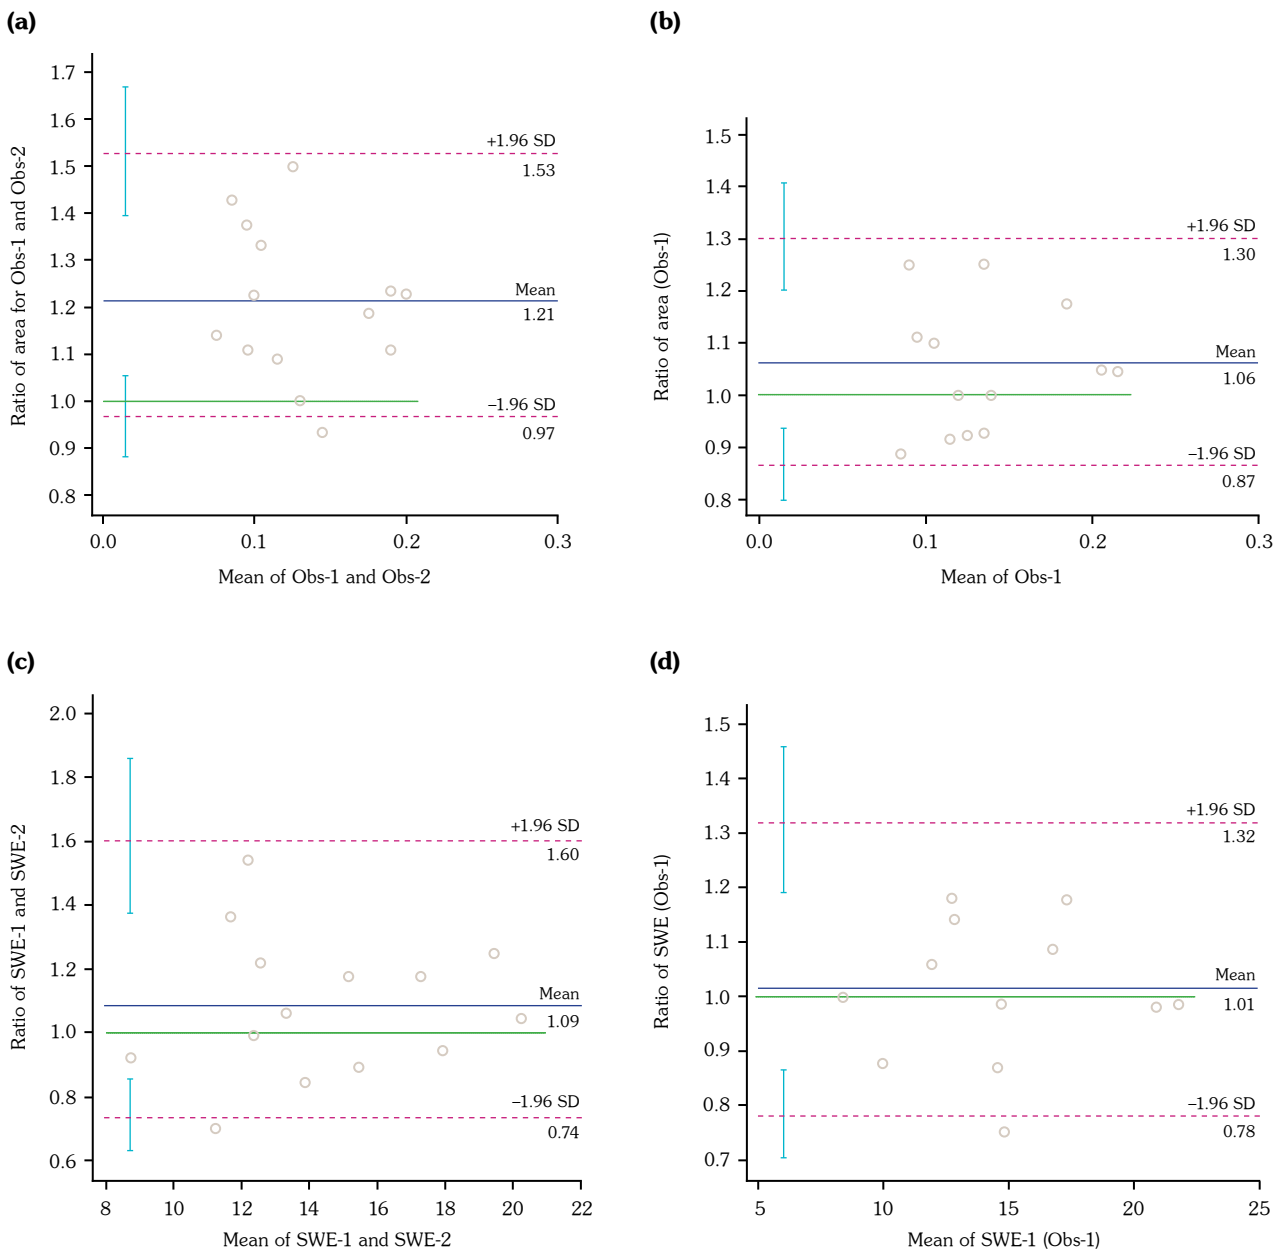 (a)
1.7
1.6
1.5
1.4
1.3
1.2
1.1
1.0
0.9
0.8
Ratio of area for Obs-1 and Obs-2
+1.96 SD
1.53
Mean
1.21
−1.96 SD
0.97
0.0 0.1 0.2 0.3
Mean of Obs-1 and Obs-2
(b)
1.5
1.4
1.3
1.2
1.1
1.0
0.9
0.8
Ratio of area (Obs-1)
+1.96 SD
1.30
Mean
1.06
−1.96 SD
0.87
0.0 0.1 0.2 0.3
Mean of Obs-1
(c)
2.0
1.8
1.6
1.4
1.2
1.0
0.8
0.6
Ratio of SWE-1 and SWE-2
+1.96 SD
1.60
Mean
1.09
−1.96 SD
0.74
8 10 12 14 16 18 20 22
Mean of SWE-1 and SWE-2
(d)
1.5
1.4
1.3
1.2
1.1
1.0
0.9
0.8
0.7
Ratio of SWE (Obs-1)
+1.96 SD
1.32
Mean
1.01
−1.96 SD
0.78
5 10 15 20 25
Mean of SWE-1 (Obs-1)